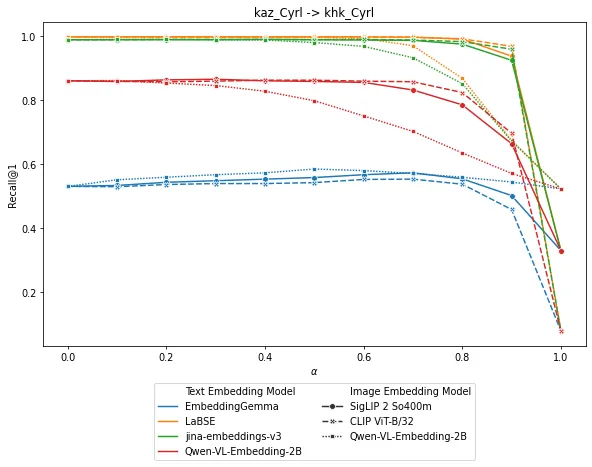 kaz_Cyrl -> khk_Cyrl
1.0
0.8
0.6
0.4
0.2
Recall@1
0.0 0.2 0.4 0.6 0.8 1.0
α
Text Embedding Model Image Embedding Model
EmbeddingGemma SigLIP 2 So400m
LaBSE CLIP ViT-B/32
jina-embeddings-v3 Qwen-VL-Embedding-2B
Qwen-VL-Embedding-2B